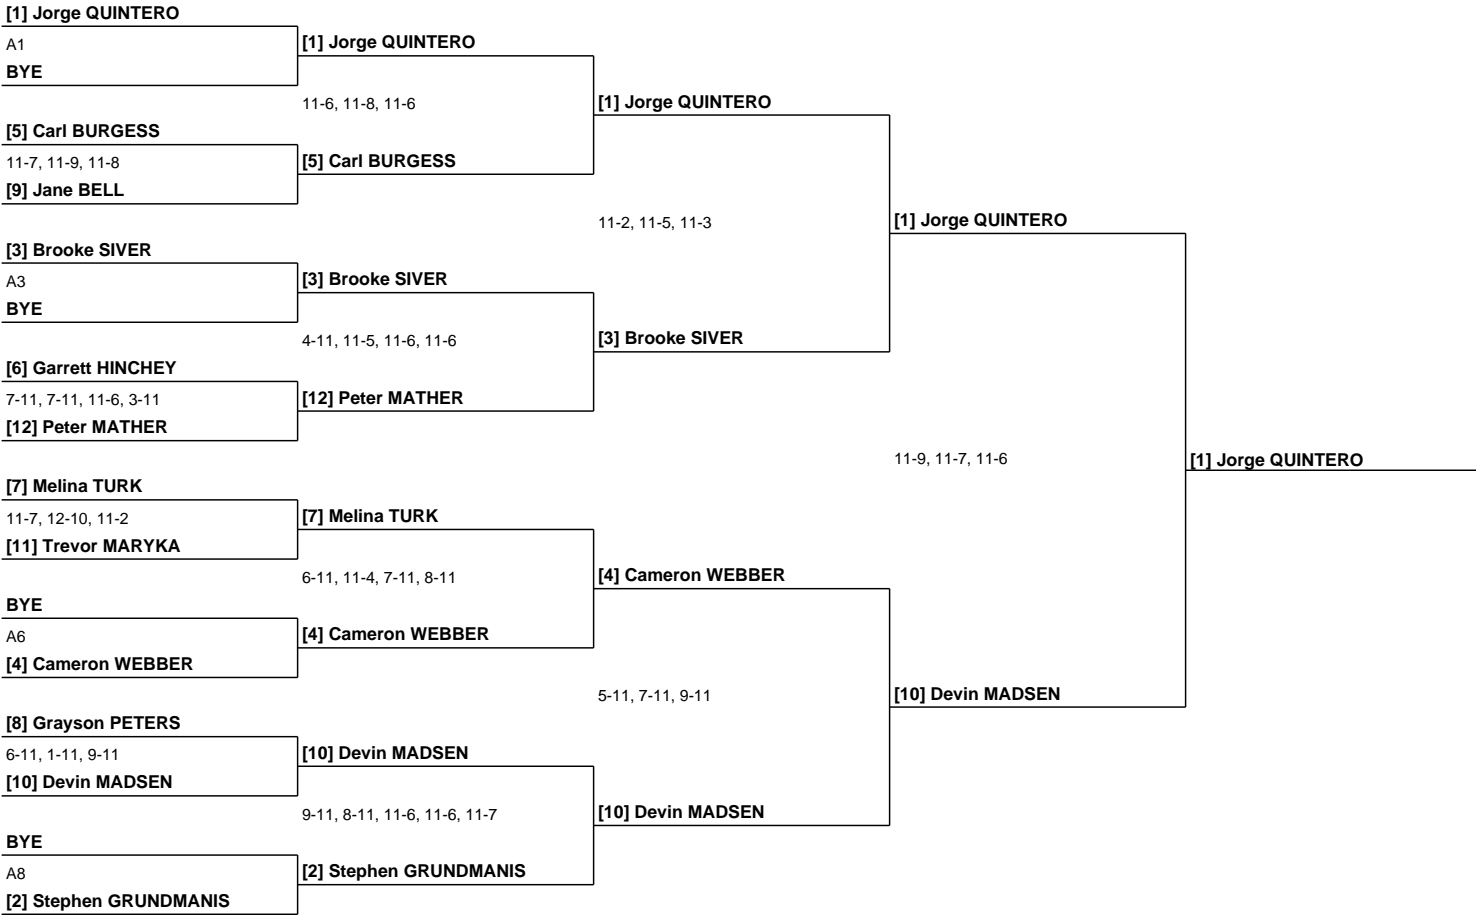 [1] Jorge QUINTERO
A1
BYE
[5] Carl BURGESS
11-7, 11-9, 11-8
[9] Jane BELL
[3] Brooke SIVER
A3
BYE
[6] Garrett HINCHEY
7-11, 7-11, 11-6, 3-11
[12] Peter MATHER
[7] Melina TURK
11-7, 12-10, 11-2
[11] Trevor MARYKA
BYE
A6
[4] Cameron WEBBER
[8] Grayson PETERS
6-11, 1-11, 9-11
[10] Devin MADSEN
BYE
A8
[2] Stephen GRUNDMANIS
[1] Jorge QUINTERO
11-6, 11-8, 11-6
[5] Carl BURGESS
[3] Brooke SIVER
4-11, 11-5, 11-6, 11-6
[12] Peter MATHER
[7] Melina TURK
6-11, 11-4, 7-11, 8-11
[4] Cameron WEBBER
[10] Devin MADSEN
9-11, 8-11, 11-6, 11-6, 11-7
[2] Stephen GRUNDMANIS
[1] Jorge QUINTERO
11-2, 11-5, 11-3
[3] Brooke SIVER
[4] Cameron WEBBER
5-11, 7-11, 9-11
[10] Devin MADSEN
[1] Jorge QUINTERO
11-9, 11-7, 11-6
[10] Devin MADSEN
[1] Jorge QUINTERO